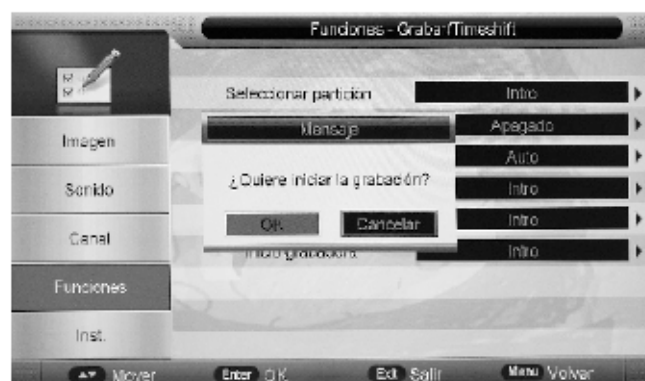 Funciones - Grabar/Timeshift
Seleccionar partición Intro
Mensaje
Apagado
Auto
¿Quiere iniciar la grabación?
Intro
OK Cancelar
Intro
Intro
Imagen
Sonido
Canal
Funciones
Inst.
Mover Enter OK Exit Salir Menu Volver